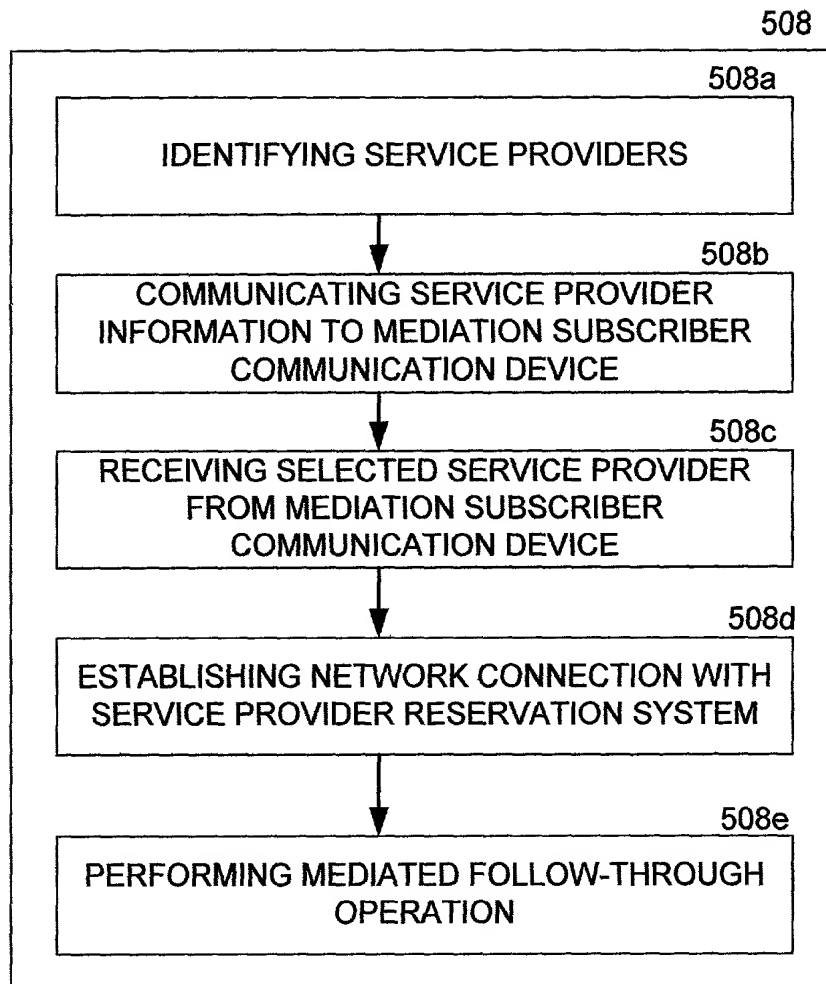 508
508a
IDENTIFYING SERVICE PROVIDERS
508b
COMMUNICATING SERVICE PROVIDER
INFORMATION TO MEDIATION SUBSCRIBER
COMMUNICATION DEVICE
508c
RECEIVING SELECTED SERVICE PROVIDER
FROM MEDIATION SUBSCRIBER
COMMUNICATION DEVICE
508d
ESTABLISHING NETWORK CONNECTION WITH
SERVICE PROVIDER RESERVATION SYSTEM
508e
PERFORMING MEDIATED FOLLOW-THROUGH
OPERATION